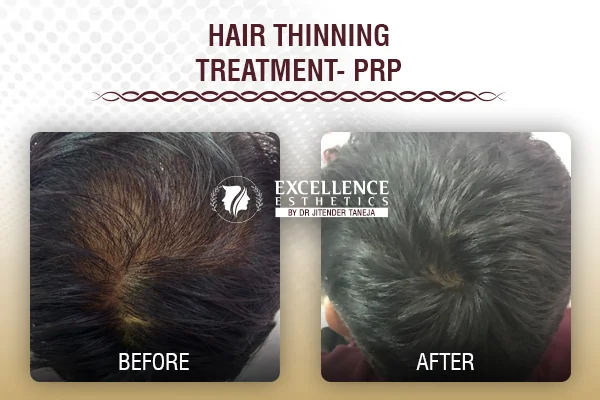 HAIR THINNING
TREATMENT- PRP
EXCELLENCE
ESTHETICS
BY DR JITENDER TANEJA
BEFORE
AFTER